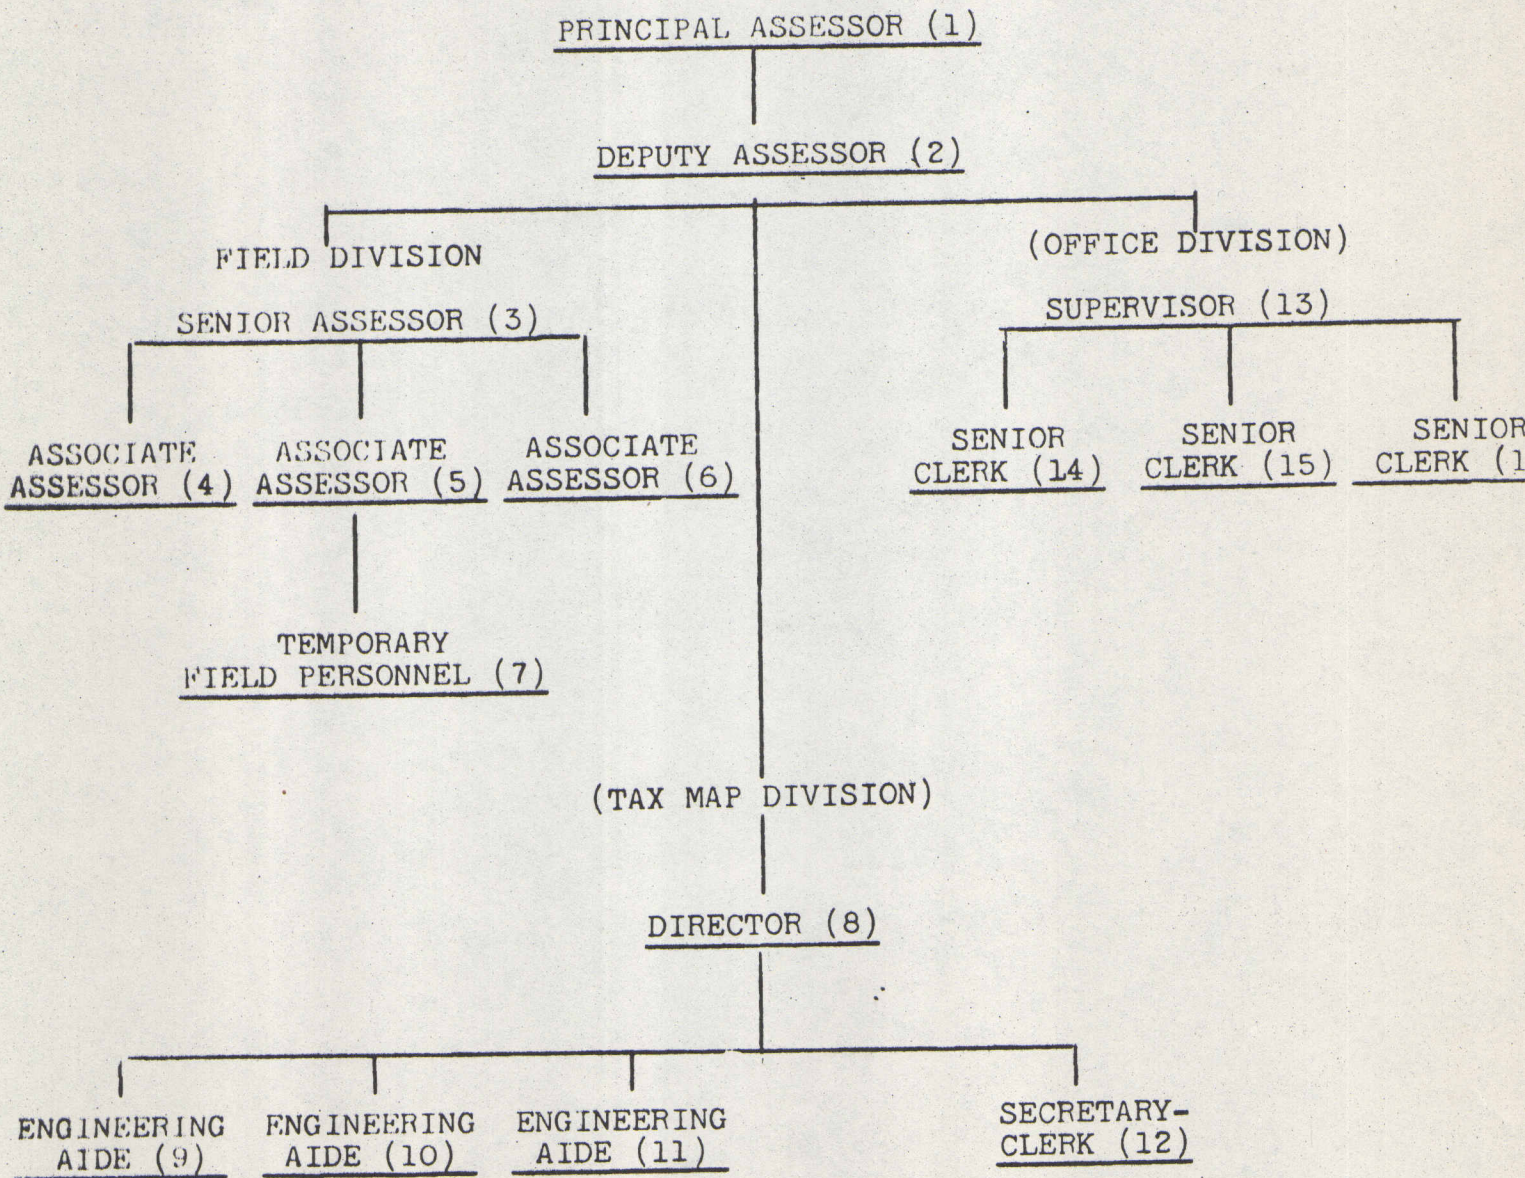 PRINCIPAL ASSESSOR (1)
DEPUTY ASSESSOR (2)
FIELD DIVISION
(OFFICE DIVISION)
SENIOR ASSESSOR (3)
SUPERVISOR (13)
ASSOCIATE
ASSESSOR (4)
ASSOCIATE
ASSESSOR (5)
ASSOCIATE
ASSESSOR (6)
SENIOR
CLERK (14)
SENIOR
CLERK (15)
SENIOR
CLERK
TEMPORARY
FIELD PERSONNEL (7)
(TAX MAP DIVISION)
DIRECTOR (8)
ENGINEERING
AIDE (9)
ENGINEERING
AIDE (10)
ENGINEERING
AIDE (11)
SECRETARY-
CLERK (12)